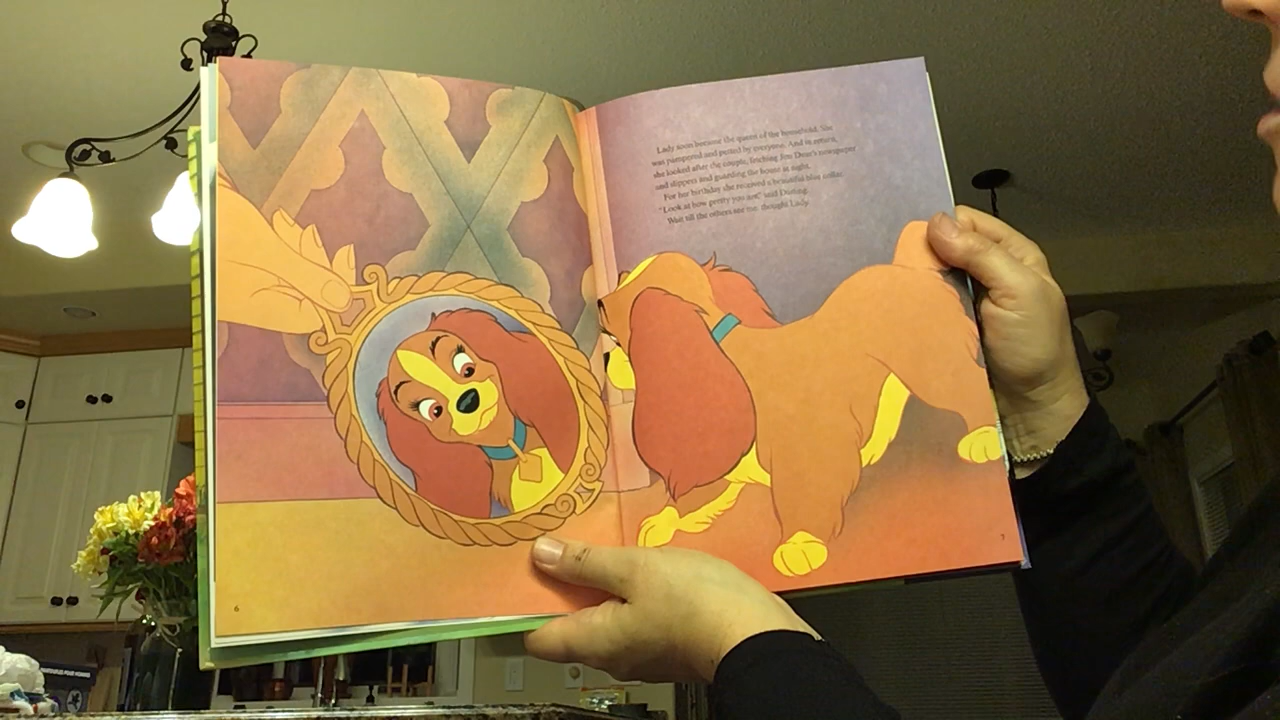 Lady soon became the queen of the household. She
was pampered and petted by everyone. And in return,
she looked after the couple, fetching Jim Dear's newspaper
and slippers and guarding the house at night.
For her birthday she received a beautiful blue collar.
"Look at how pretty you are!" said Darling.
Wait till the others see me, thought Lady.
6
7